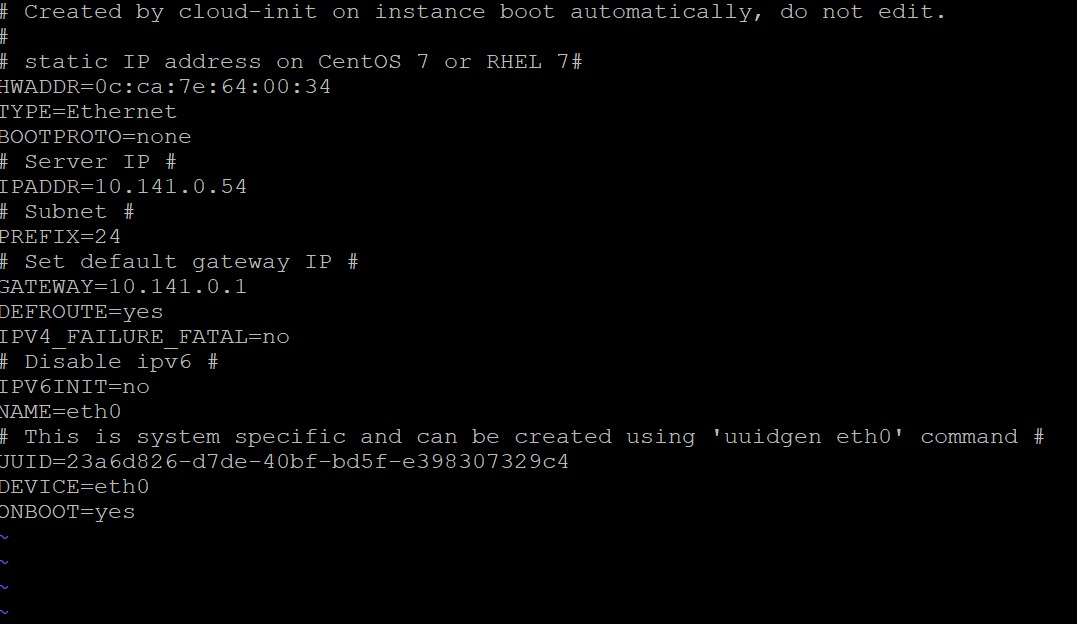 # Created by cloud-init on instance boot automatically, do not edit.
#
# static IP address on CentOS 7 or RHEL 7#
HWADDR=0c:ca:7e:64:00:34
TYPE=Ethernet
BOOTPROTO=none
# Server IP #
IPADDR=10.141.0.54
# Subnet #
PREFIX=24
# Set default gateway IP #
GATEWAY=10.141.0.1
DEFROUTE=yes
IPV4_FAILURE_FATAL=no
# Disable ipv6 #
IPV6INIT=no
NAME=eth0
# This is system specific and can be created using 'uuidgen eth0' command #
UUID=23a6d826-d7de-40bf-bd5f-e398307329c4
DEVICE=eth0
ONBOOT=yes
~
~
~
~